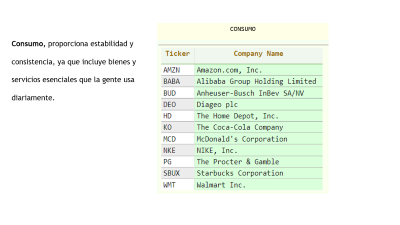 CONSUMO
Consumo, proporciona estabilidad y
consistencia, ya que incluye bienes y
servicios esenciales que la gente usa
diariamente.
Ticker Company Name
AMZN Amazon.com, Inc.
BABA Alibaba Group Holding Limited
BUD Anheuser-Busch InBev SA/NV
DEO Diageo plc
HD The Home Depot, Inc.
KO The Coca-Cola Company
MCD McDonald's Corporation
NKE NIKE, Inc.
PG The Procter & Gamble
SBUX Starbucks Corporation
WMT Walmart Inc.